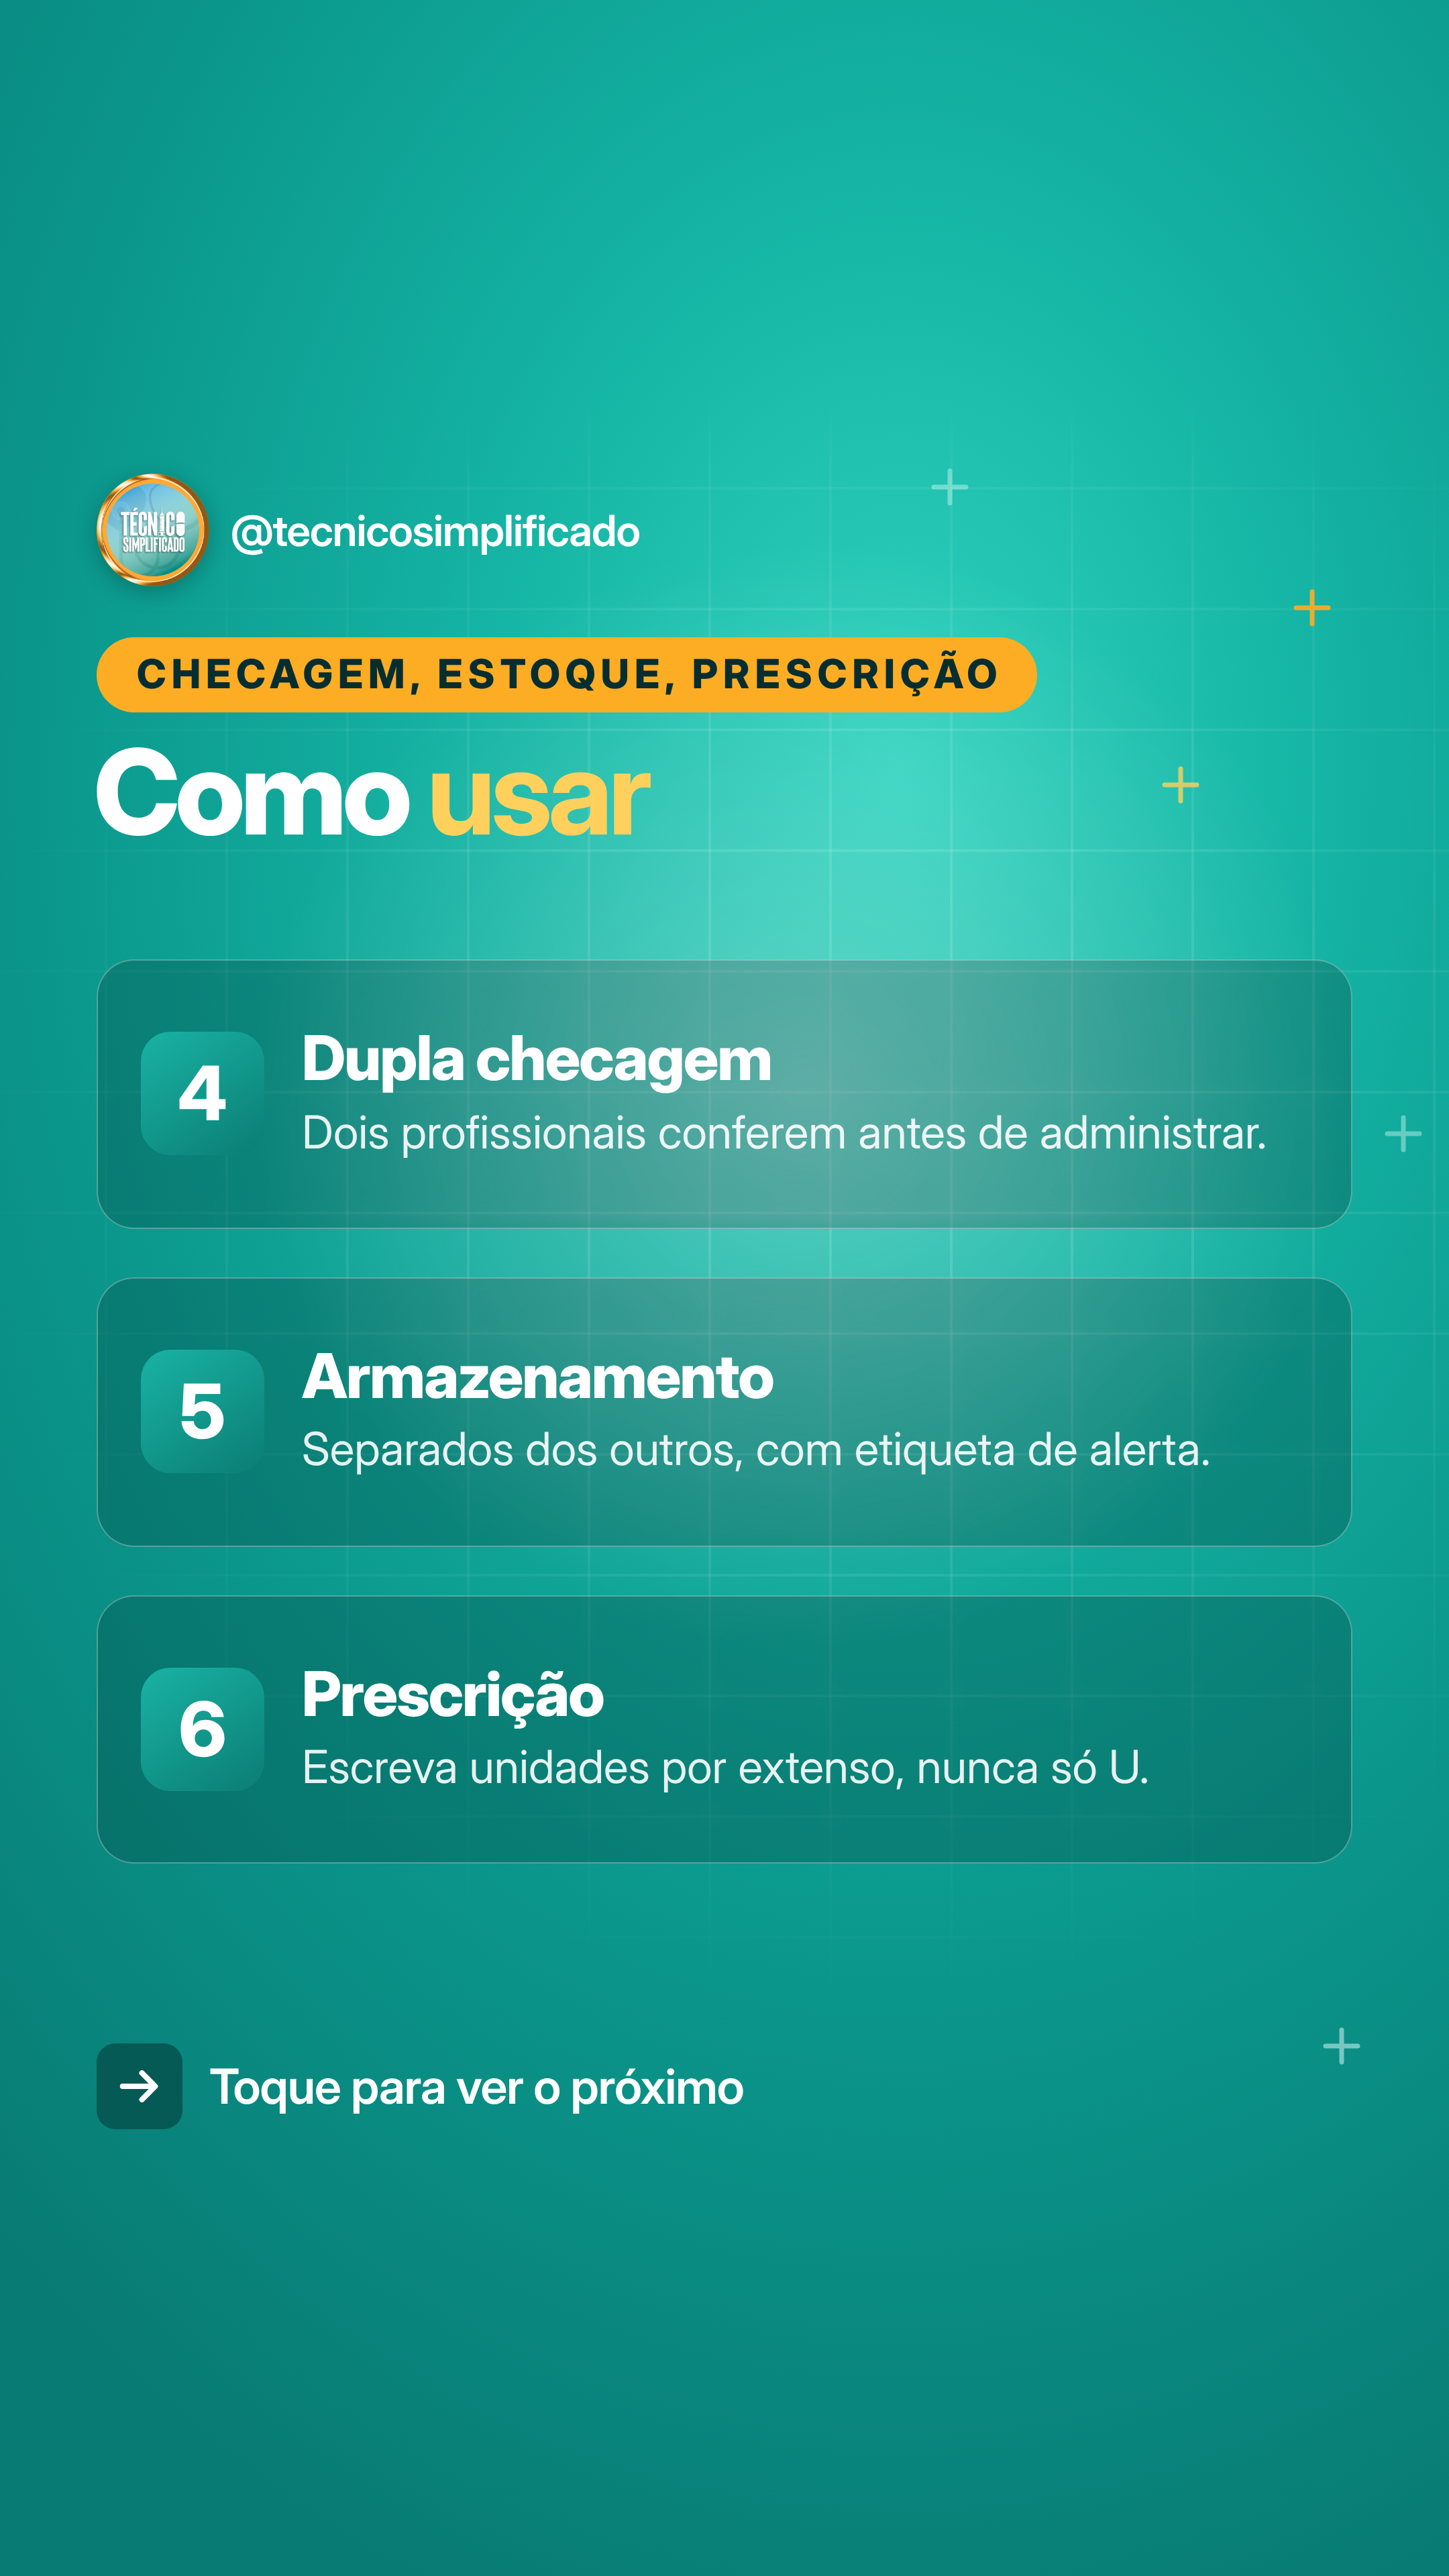 TÉCNICO
SIMPLIFICADO
@tecnicosimplificado
CHECAGEM, ESTOQUE, PRESCRIÇÃO
Como usar
4
Dupla checagem
Dois profissionais conferem antes de administrar.
5
Armazenamento
Separados dos outros, com etiqueta de alerta.
6
Prescrição
Escreva unidades por extenso, nunca só U.
Toque para ver o próximo